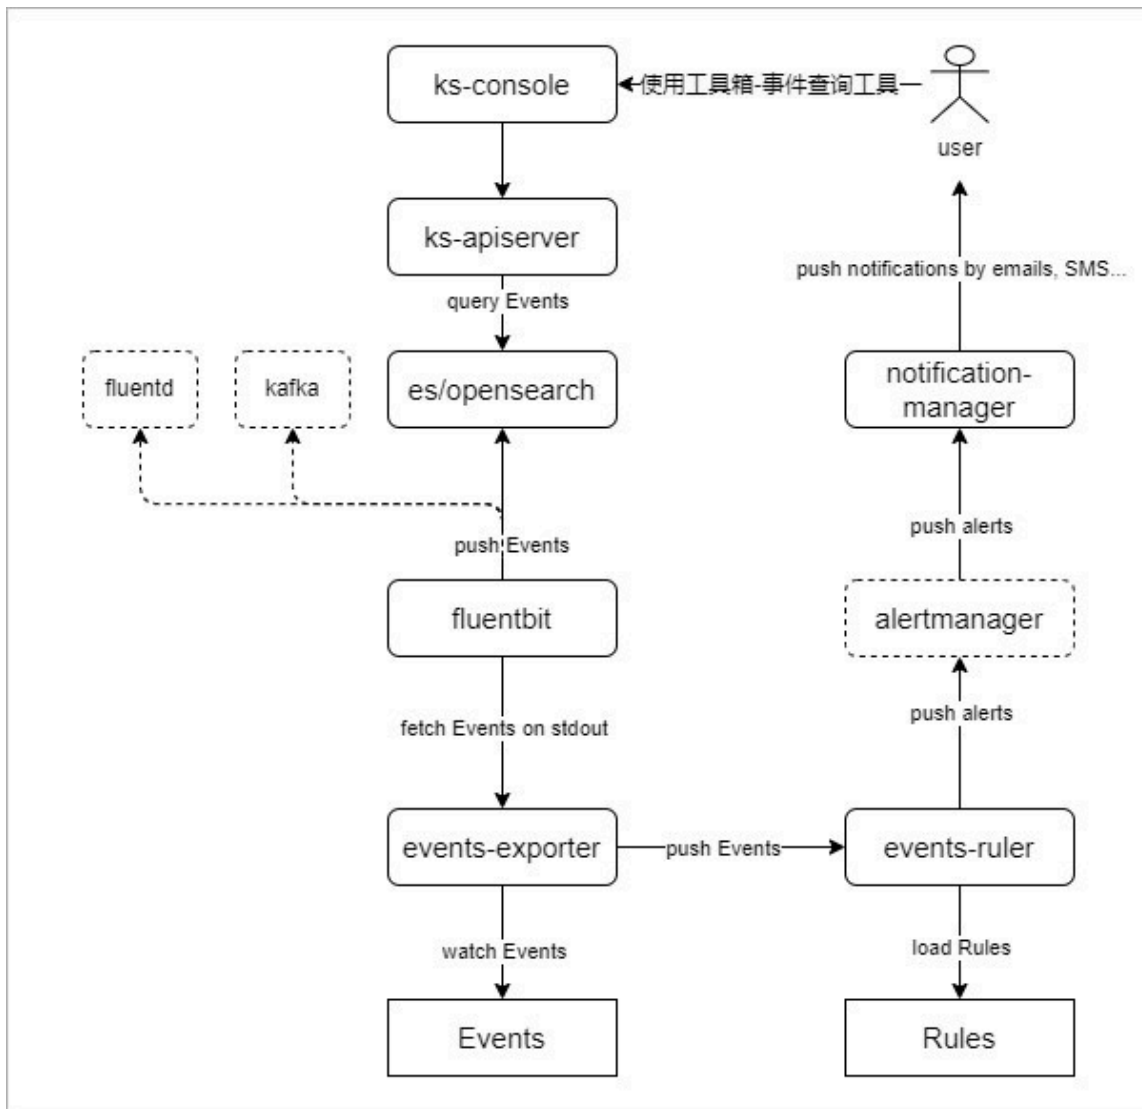 ks-console
使用工具箱-事件查询工具
user
ks-apiserver
push notifications by emails, SMS...
query Events
fluentd
kafka
es/opensearch
notification-
manager
push alerts
push Events
fluentbit
alertmanager
push alerts
fetch Events on stdout
events-exporter
push Events
events-ruler
watch Events
load Rules
Events
Rules